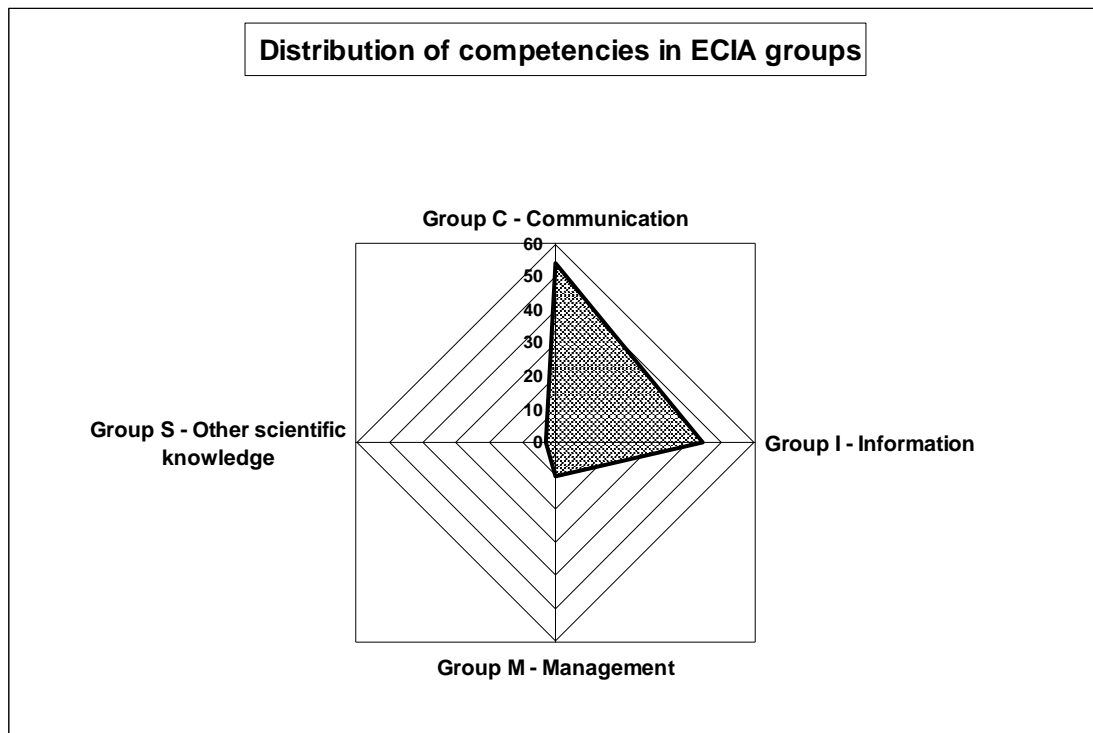 Distribution of competencies in ECIA groups
Group C - Communication
60
50
40
30
20
10
0
Group S - Other scientific
knowledge
Group I - Information
Group M - Management